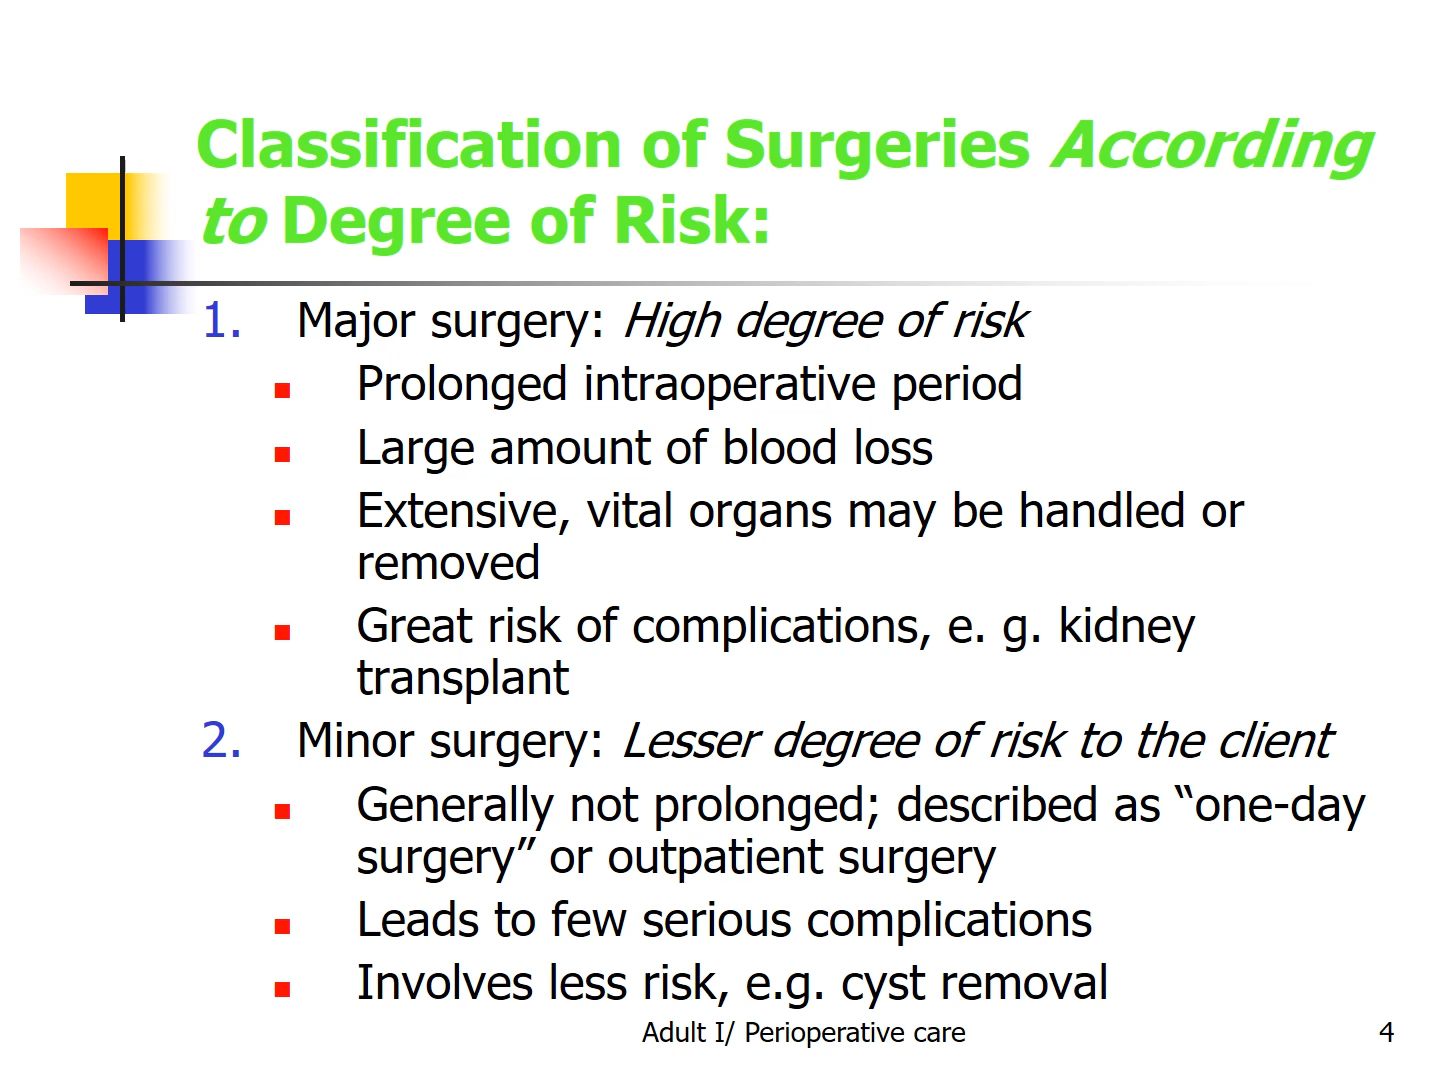 Classification of Surgeries According
to Degree of Risk:
1. Major surgery: High degree of risk
■ Prolonged intraoperative period
■ Large amount of blood loss
■ Extensive, vital organs may be handled or
removed
■ Great risk of complications, e. g. kidney
transplant
2. Minor surgery: Lesser degree of risk to the client
■ Generally not prolonged; described as “one-day
surgery” or outpatient surgery
■ Leads to few serious complications
■ Involves less risk, e.g. cyst removal
Adult I/ Perioperative care 4